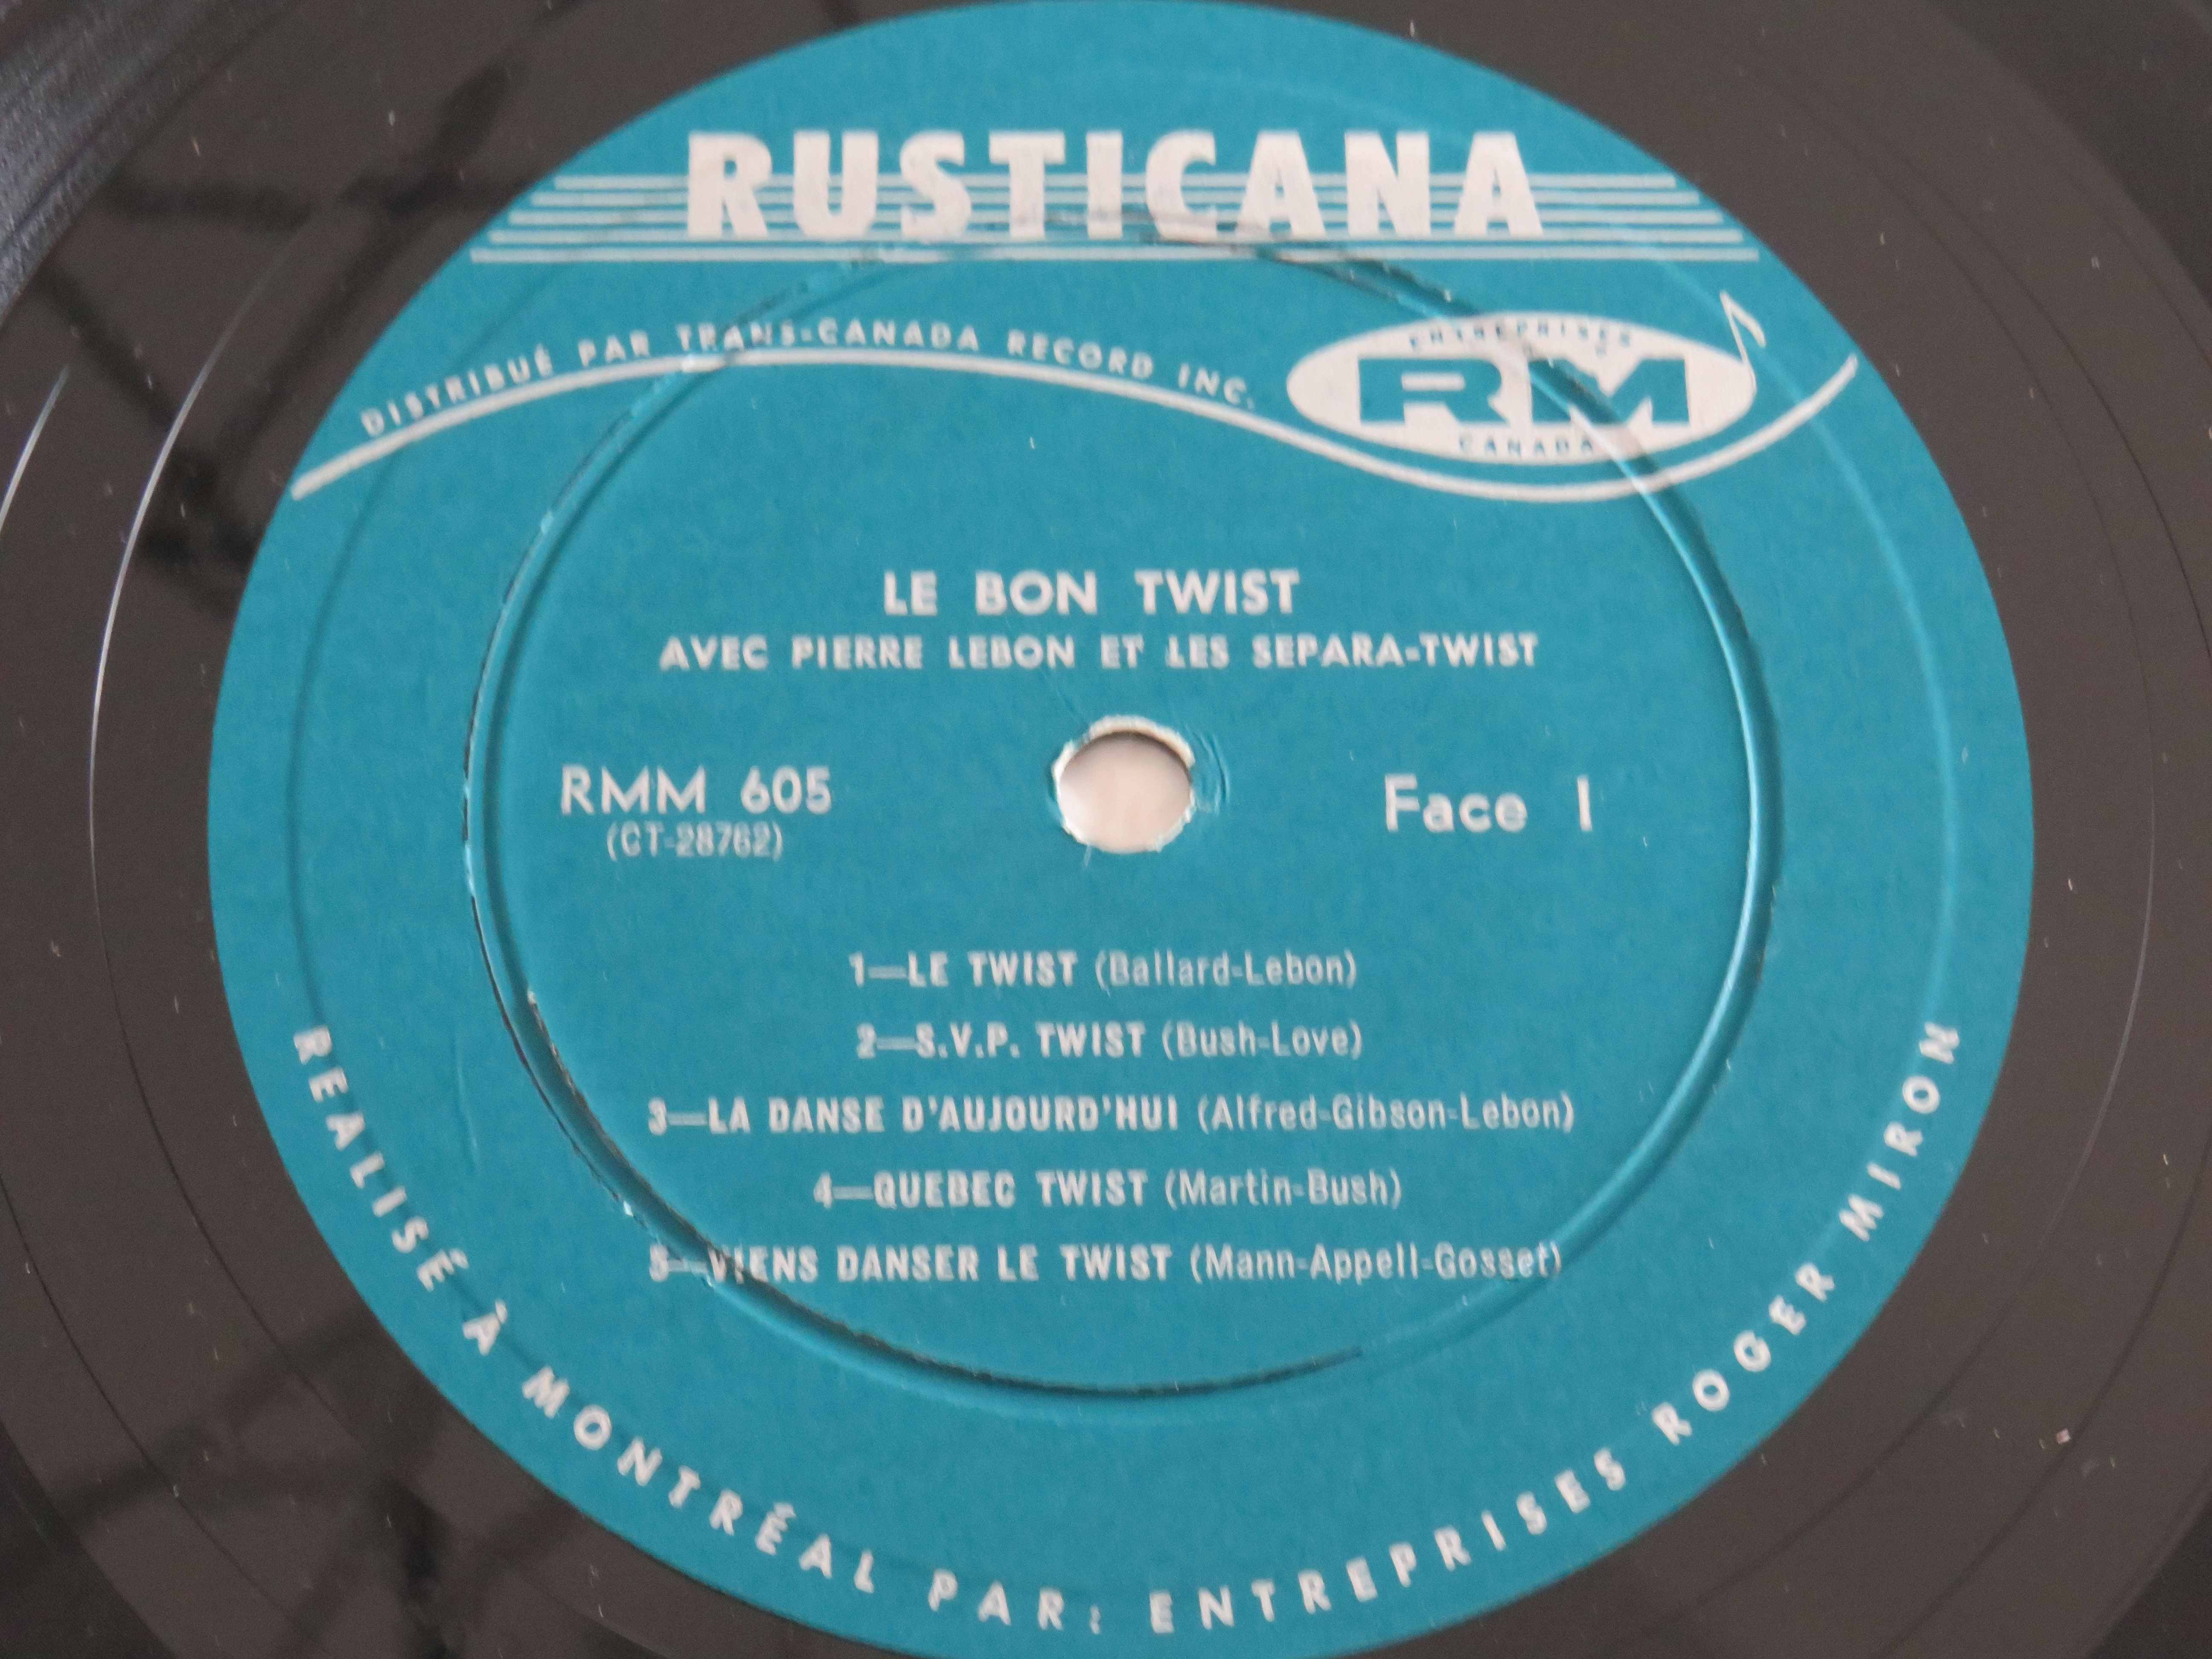 RUSTICANA
DISTRIBUÉ PAR TRANS-CANADA RECORD INC.
ENTREPRISES
RM
CANADA
LE BON TWIST
AVEC PIERRE LEBON ET LES SEPARA-TWIST
RMM 605
Face 1
(CT-28762)
1—LE TWIST (Ballard-Lebon)
2—S.V.P. TWIST (Bush-Love)
3—LA DANSE D'AUJOURD'HUI (Alfred-Gibson-Lebon)
4—QUEBEC TWIST (Martin-Bush)
5—VIENS DANSER LE TWIST (Mann-Appell-Gosset)
REALISÉ À MONTRÉAL PAR: ENTREPRISES ROGER MIRON